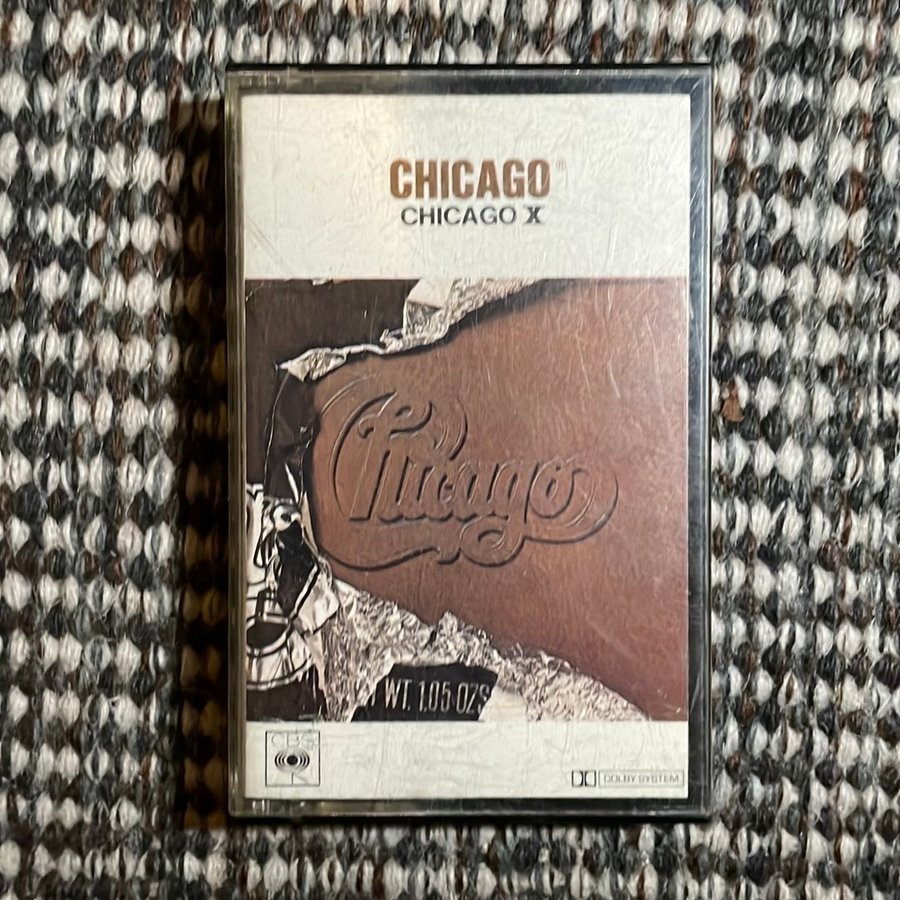 CHICAGO®
CHICAGO X
Chicago
WT. 1.05 OZS
CBS
DOLBY SYSTEM